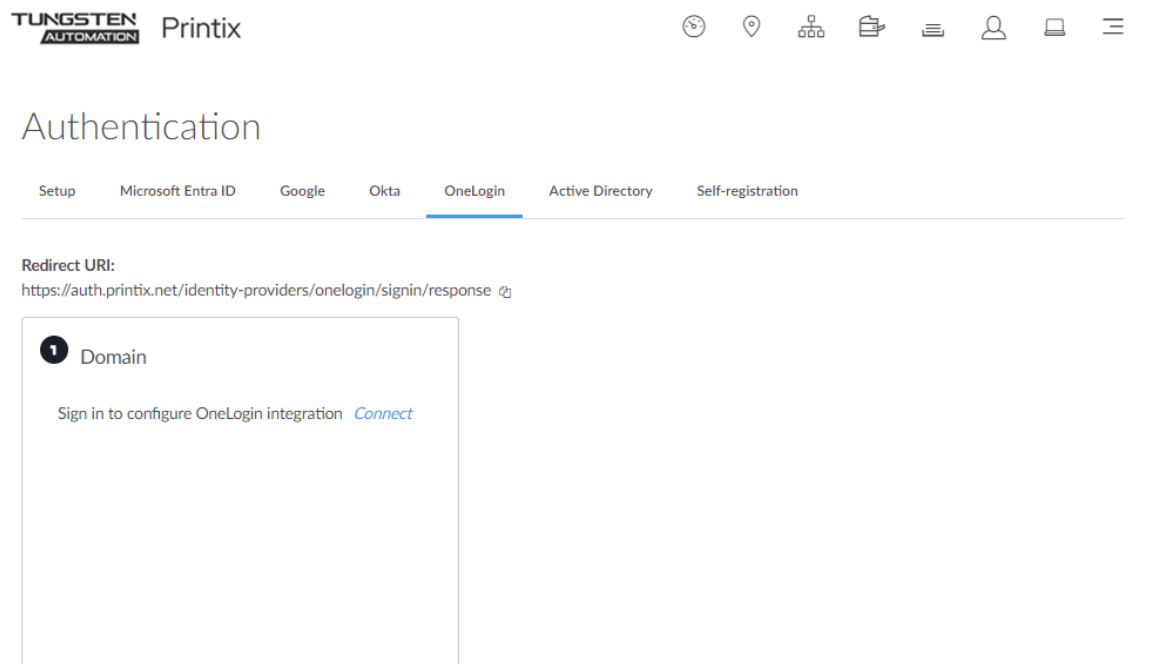 TUNGSTEN
AUTOMATION
Printix
Authentication
Setup Microsoft Entra ID Google Okta OneLogin Active Directory Self-registration
Redirect URI:
https://auth.printix.net/identity-providers/onelogin/signin/response
1 Domain
Sign in to configure OneLogin integration Connect